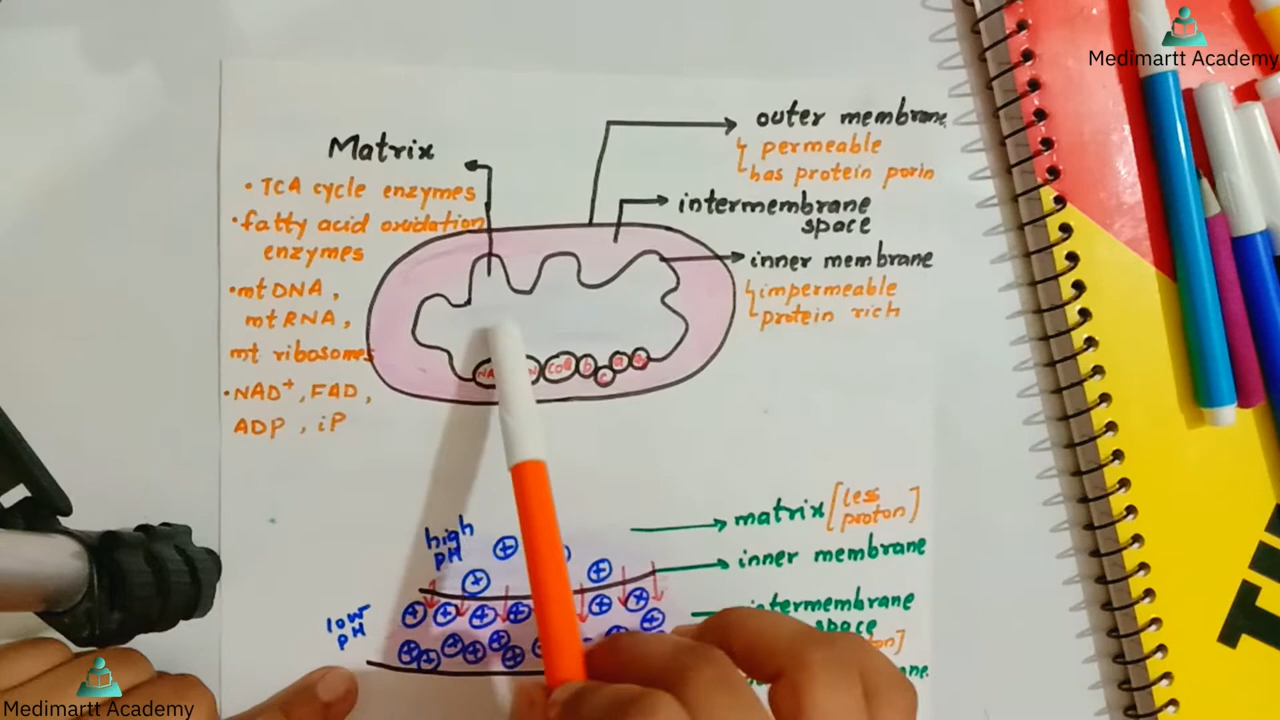 Medimartt Academy
outer membrane
permeable
has protein porin
Matrix
• TCA cycle enzymes
• fatty acid oxidation
enzymes
• mt DNA,
mt RNA,
mt ribosomes
• NAD+, FAD,
ADP, iP
intermembrane
space
inner membrane
impermeable
protein rich
CoQ b c a
matrix [less
proton]
high
pH
inner membrane
low
pH
space
Medimartt Academy